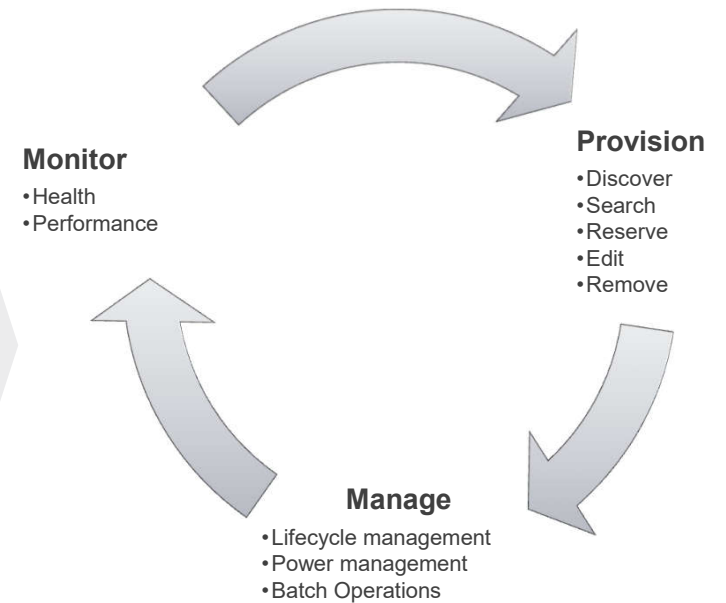 Monitor
•Health
•Performance
Provision
•Discover
•Search
•Reserve
•Edit
•Remove
Manage
•Lifecycle management
•Power management
•Batch Operations